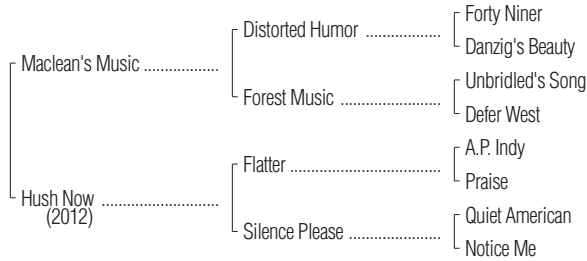 Forty Niner
Distorted Humor ..................
Danzig's Beauty
Maclean's Music ..................
Unbridled's Song
Forest Music ........................
Defer West
A.P. Indy
Flatter ....................................
Praise
Hush Now ............................
(2012)
Quiet American
Silence Please .....................
Notice Me